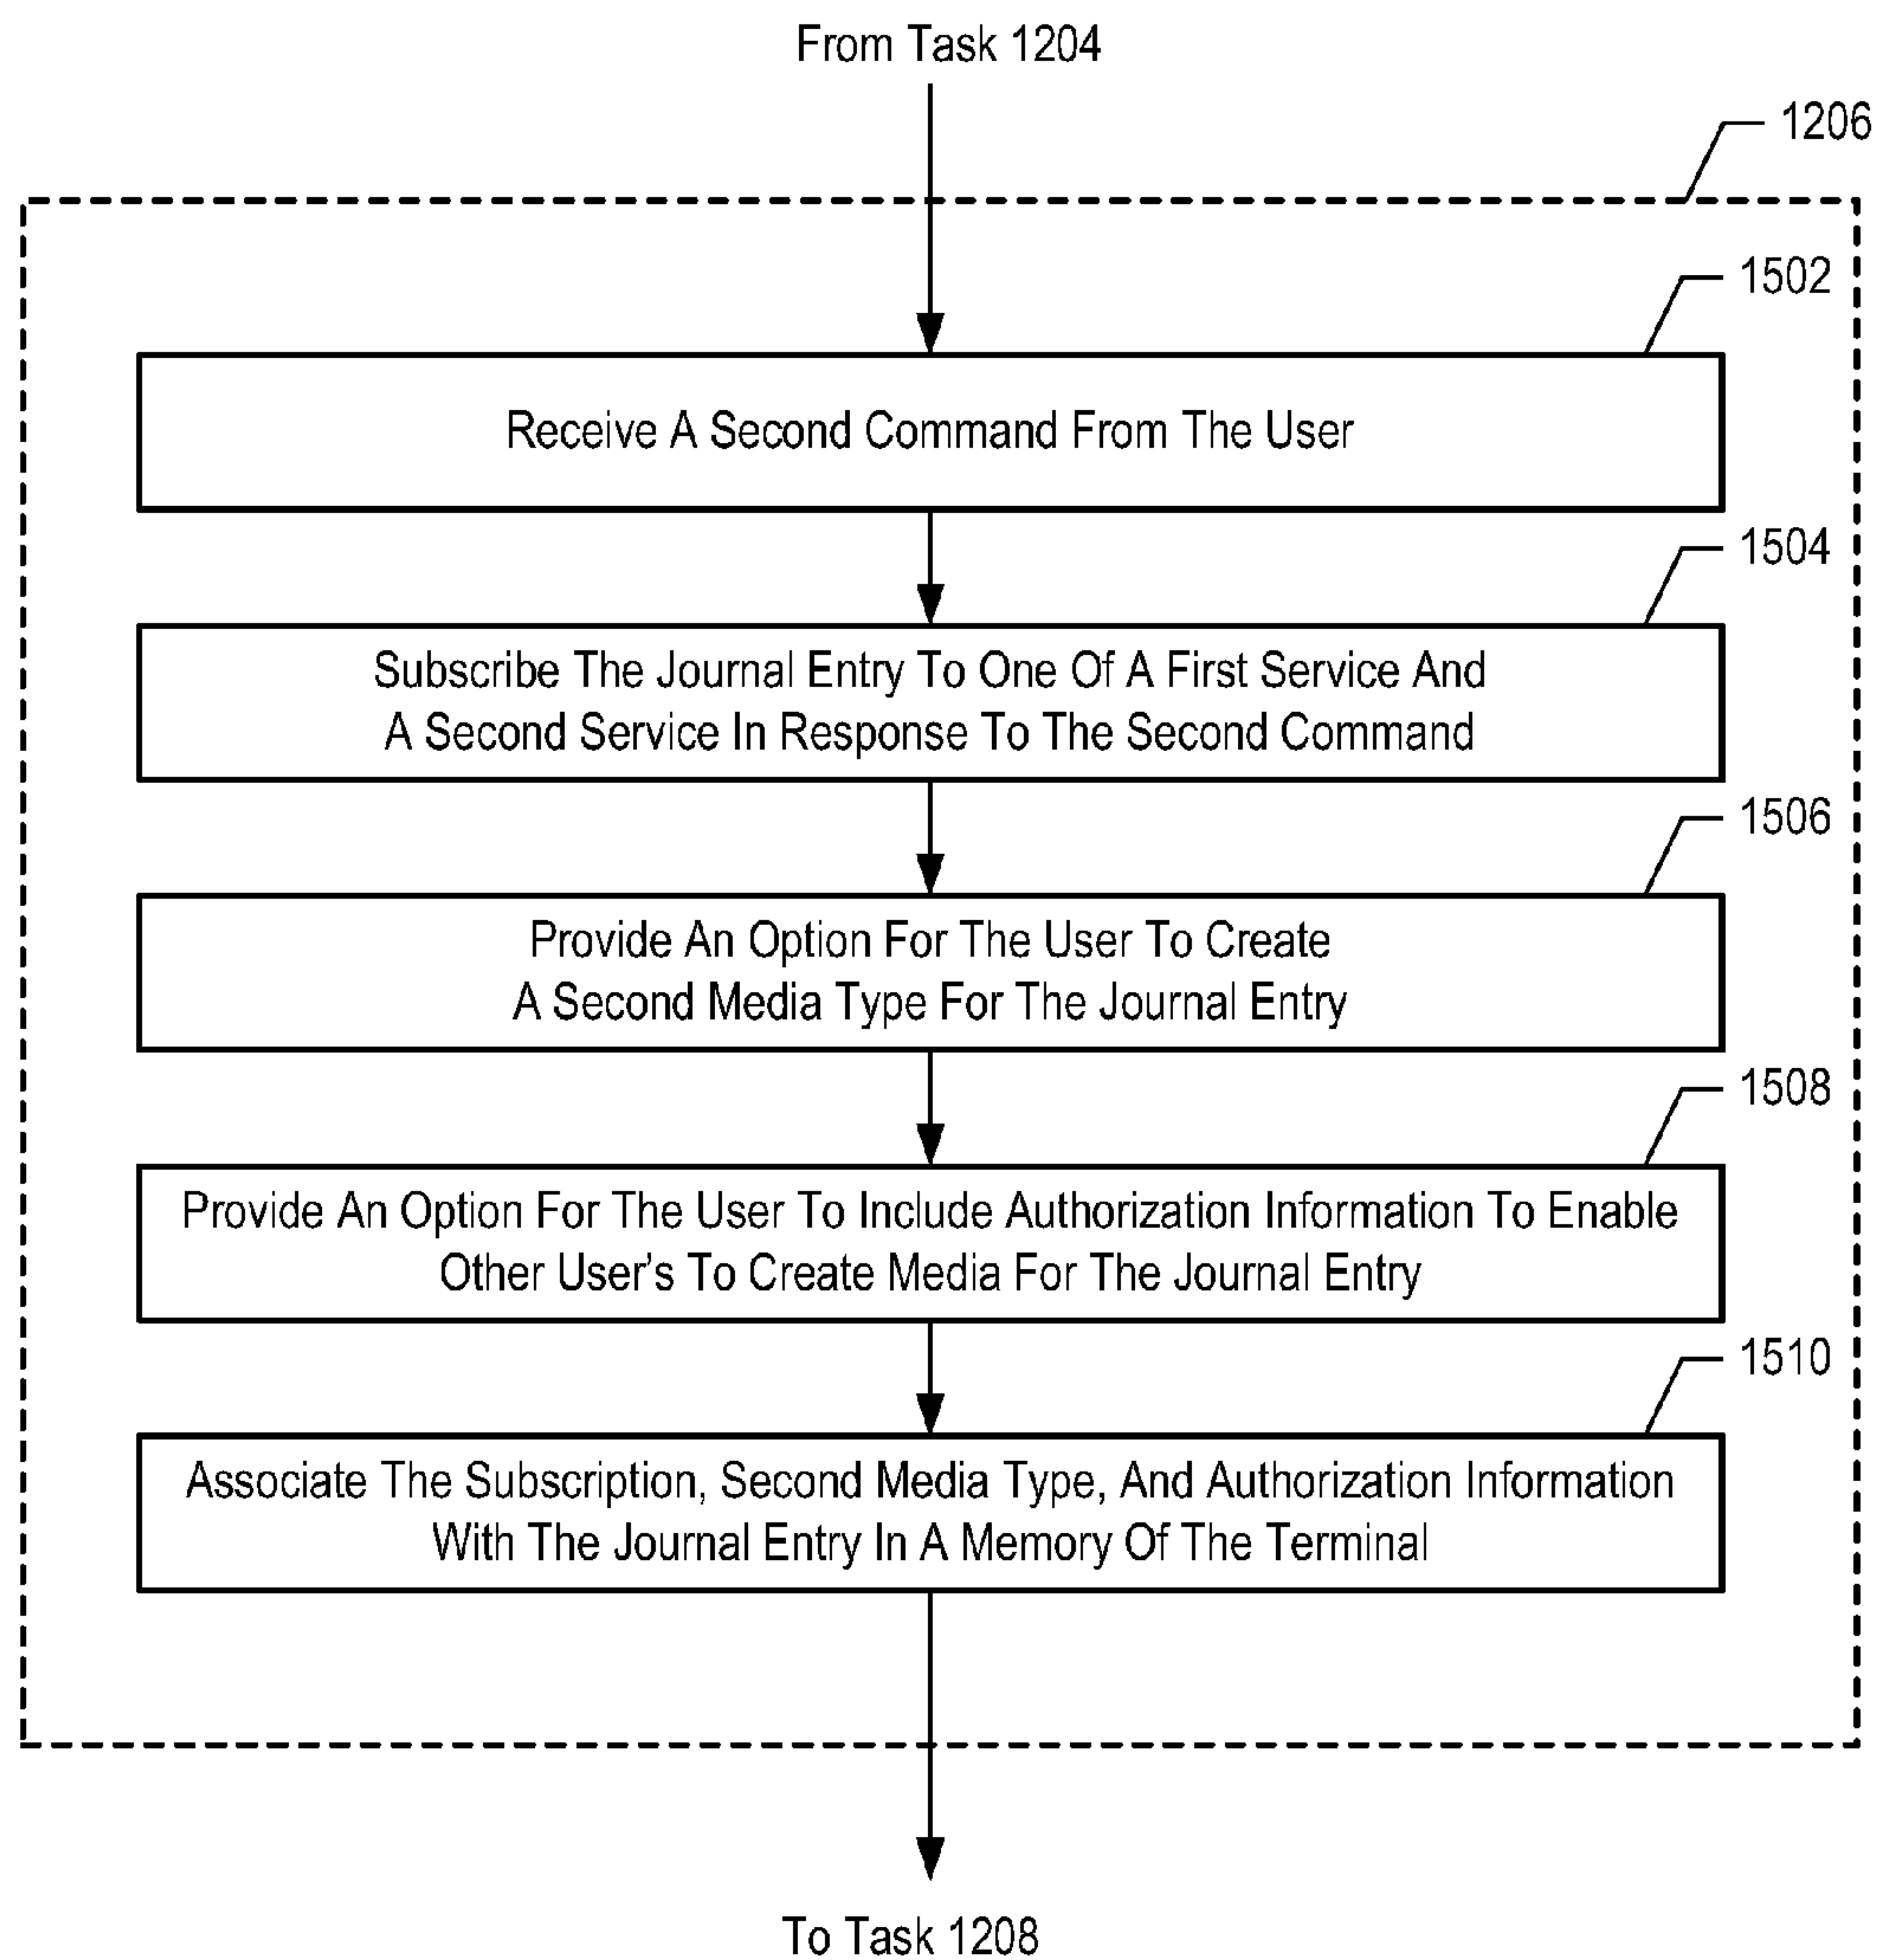 From Task 1204
1206
1502
Receive A Second Command From The User
1504
Subscribe The Journal Entry To One Of A First Service And
A Second Service In Response To The Second Command
1506
Provide An Option For The User To Create
A Second Media Type For The Journal Entry
1508
Provide An Option For The User To Include Authorization Information To Enable
Other User's To Create Media For The Journal Entry
1510
Associate The Subscription, Second Media Type, And Authorization Information
With The Journal Entry In A Memory Of The Terminal
To Task 1208